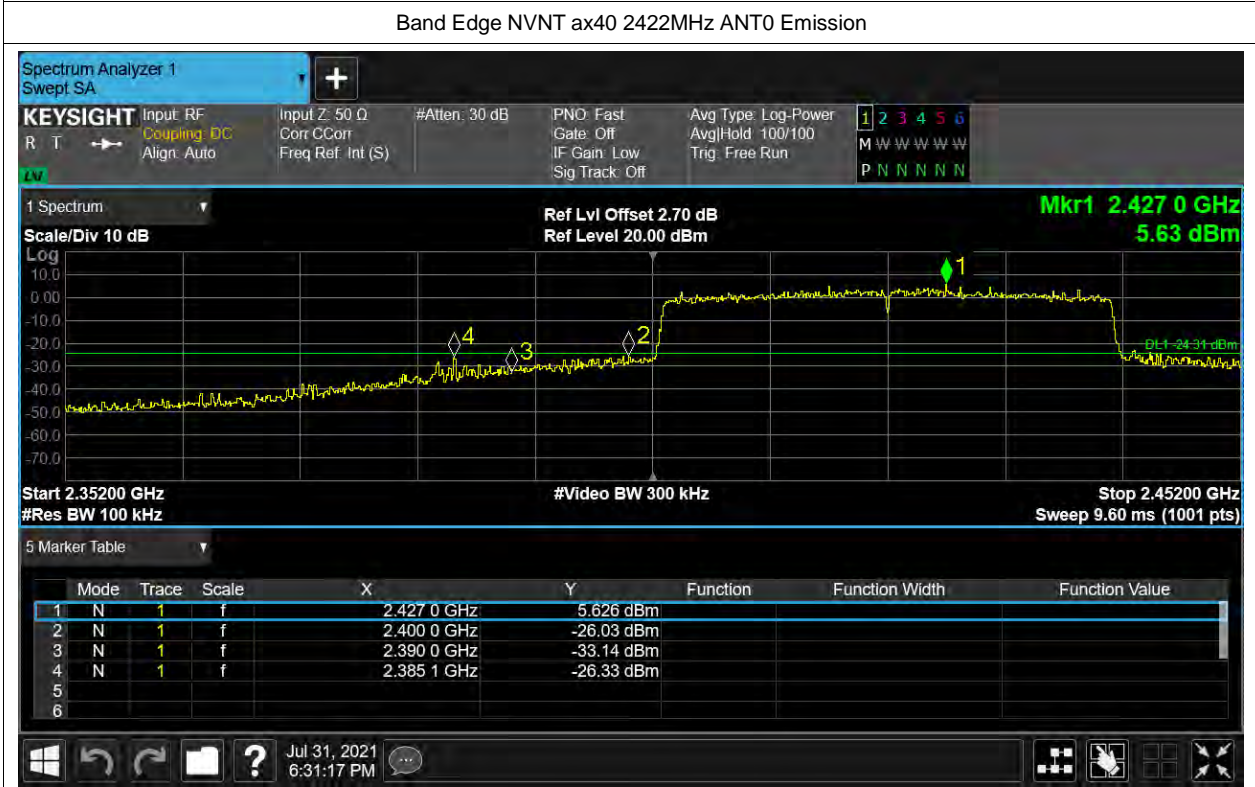 Band Edge NVNT ax40 2422MHz ANT0 Emission
Spectrum Analyzer 1
Swept SA
+
KEYSIGHT Input: RF Input Z: 50 Ω #Atten: 30 dB PNO: Fast Avg Type: Log-Power 1 2 3 4 5 6
R T Coupling: DC Corr CCorr Gate: Off Avg|Hold: 100/100 M W W W W W
Align: Auto Freq Ref: Int (S) IF Gain: Low Trig: Free Run
Sig Track: Off P N N N N N
1 Spectrum Ref Lvl Offset 2.70 dB Mkr1 2.427 0 GHz
Scale/Div 10 dB Ref Level 20.00 dBm 5.63 dBm
Log
1
10.0
0.00
-10.0
4 3 2
-20.0
DL1 -24.31 dBm
-30.0
-40.0
-50.0
-60.0
-70.0
Start 2.35200 GHz #Video BW 300 kHz Stop 2.45200 GHz
#Res BW 100 kHz Sweep 9.60 ms (1001 pts)
5 Marker Table
Mode Trace Scale X Y Function Function Width Function Value
1 N 1 f 2.427 0 GHz 5.626 dBm
2 N 1 f 2.400 0 GHz -26.03 dBm
3 N 1 f 2.390 0 GHz -33.14 dBm
4 N 1 f 2.385 1 GHz -26.33 dBm
5
6
? Jul 31, 2021
6:31:17 PM